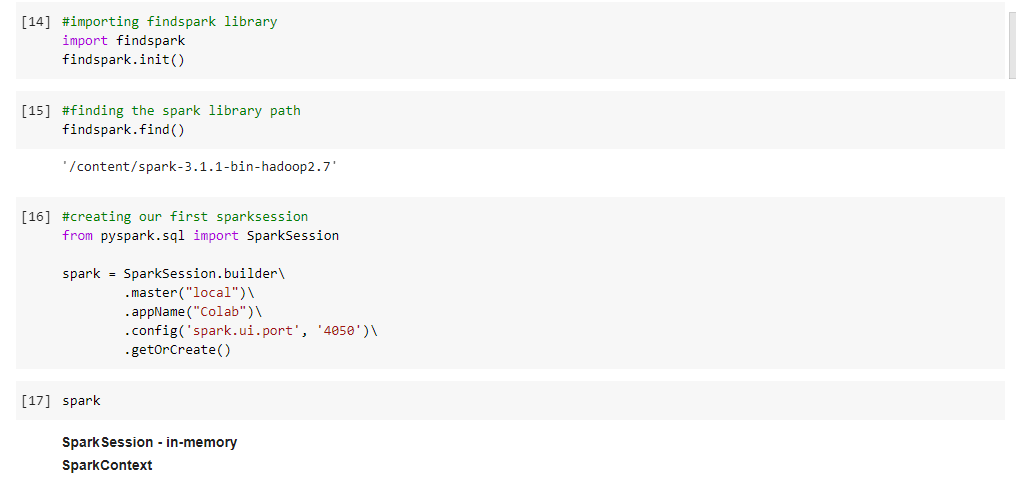 [14] #importing findspark library
import findspark
findspark.init()
[15] #finding the spark library path
findspark.find()
'/content/spark-3.1.1-bin-hadoop2.7'
[16] #creating our first sparksession
from pyspark.sql import SparkSession
spark = SparkSession.builder\
.master("local")\
.appName("Colab")\
.config('spark.ui.port', '4050')\
.getOrCreate()
[17] spark
SparkSession - in-memory
SparkContext